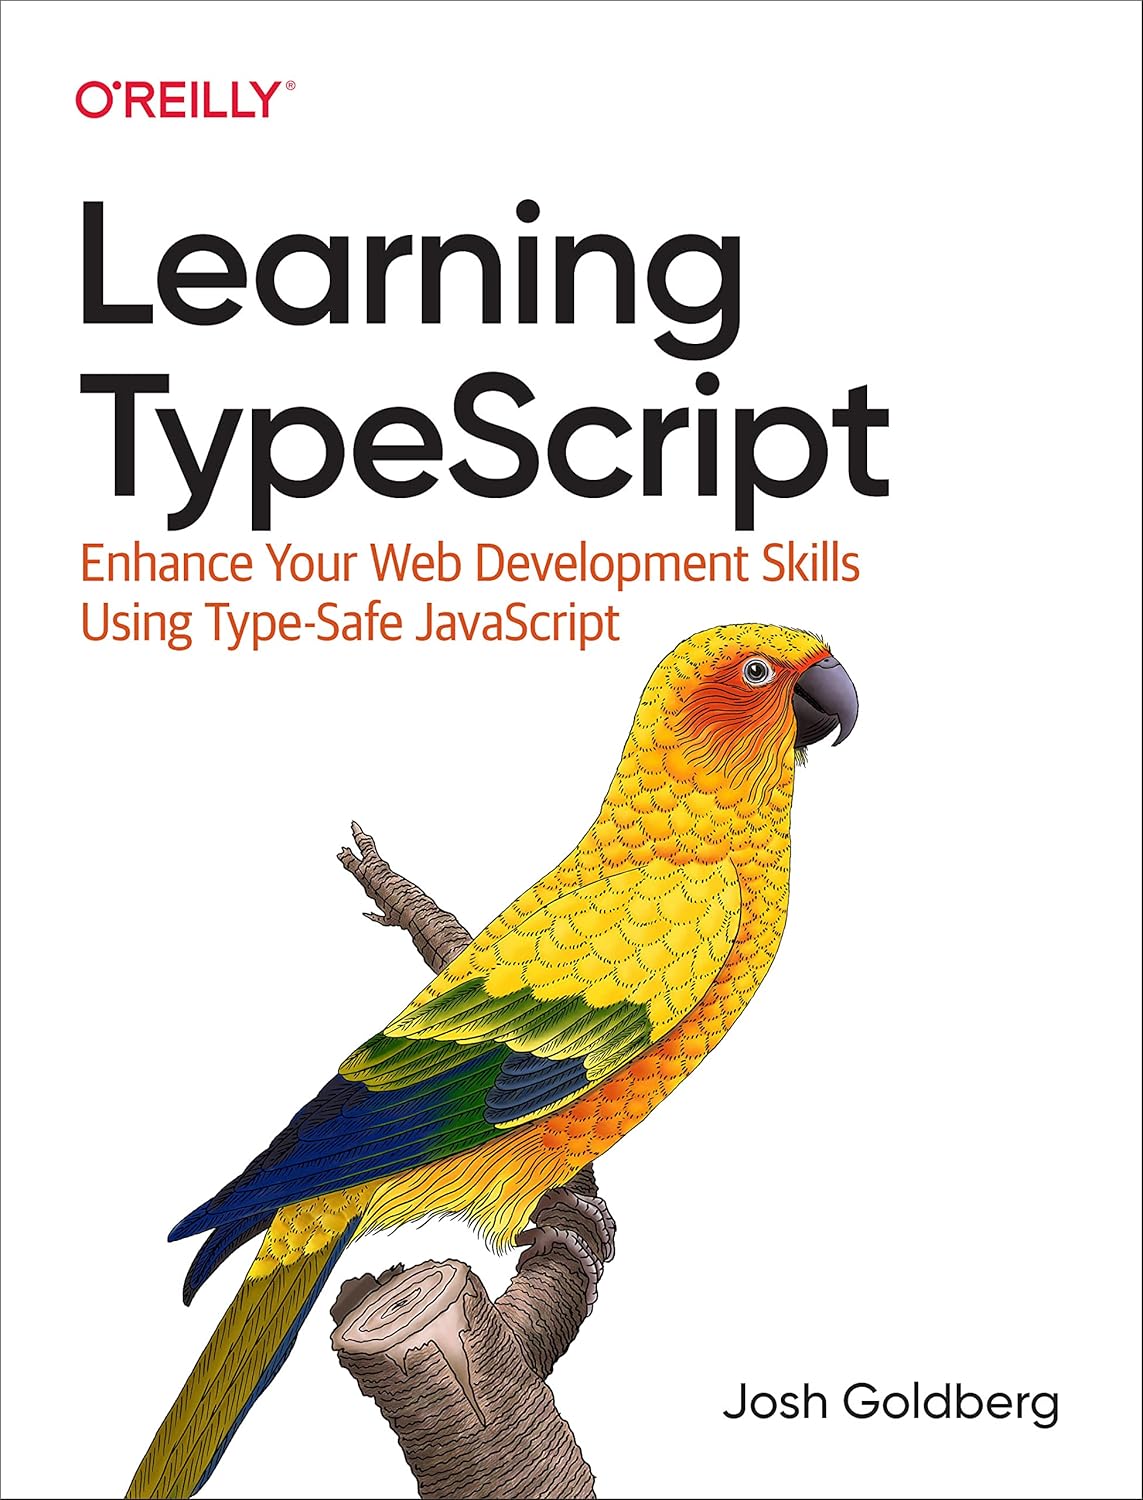 O'REILLY®
Learning
TypeScript
Enhance Your Web Development Skills
Using Type-Safe JavaScript
Josh Goldberg